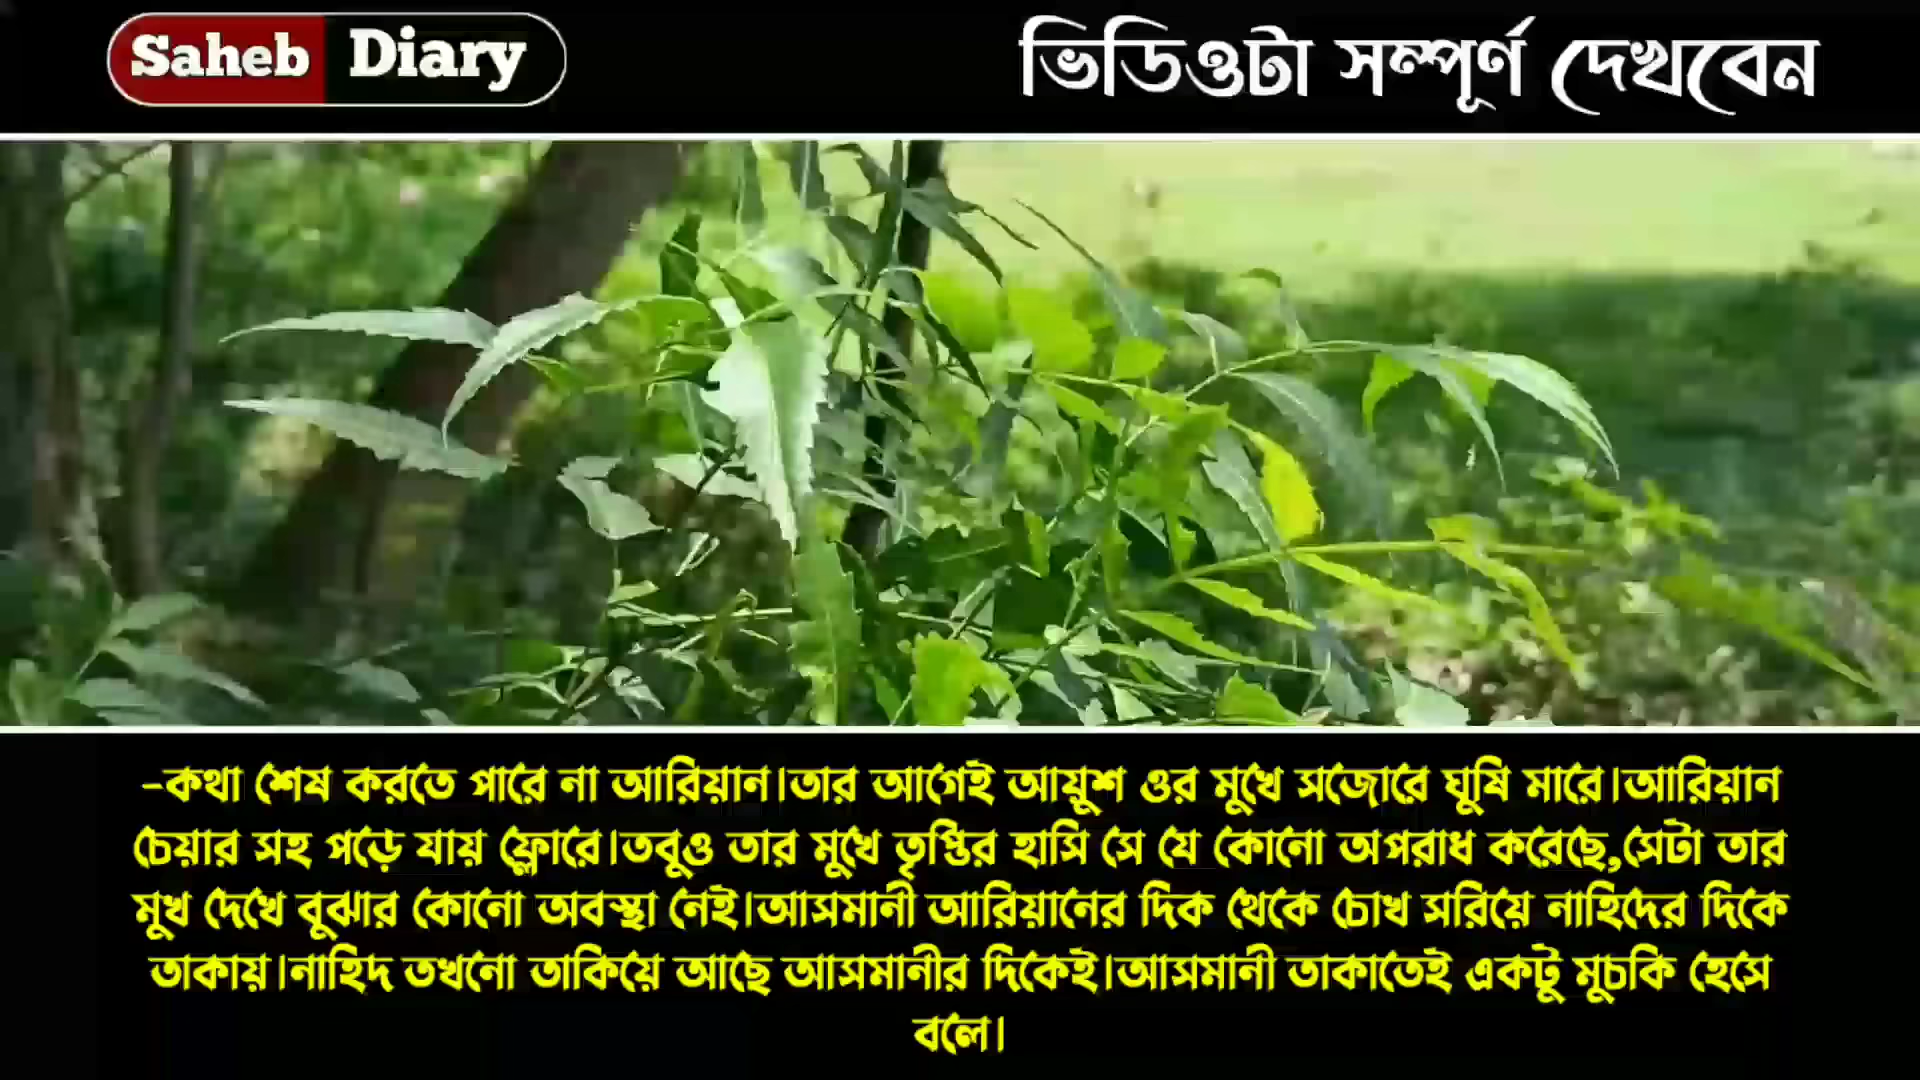 Saheb Diary
ভিডিওটা সম্পূর্ণ দেখবেন
-কথা শেষ করতে পারে না আরিয়ান।তার আগেই আয়ুশ ওর মুখে সজোরে ঘুষি মারে।আরিয়ান
চেয়ার সহ পড়ে যায় ফ্লোরে।তবুও তার মুখে তৃপ্তির হাসি সে যে কোনো অপরাধ করেছে,সেটা তার
মুখ দেখে বুঝার কোনো অবস্থা নেই।আসমানী আরিয়ানের দিক থেকে চোখ সরিয়ে নাহিদের দিকে
তাকায়।নাহিদ তখনো তাকিয়ে আছে আসমানীর দিকেই।আসমানী তাকাতেই একটু মুচকি হেসে
বলে।